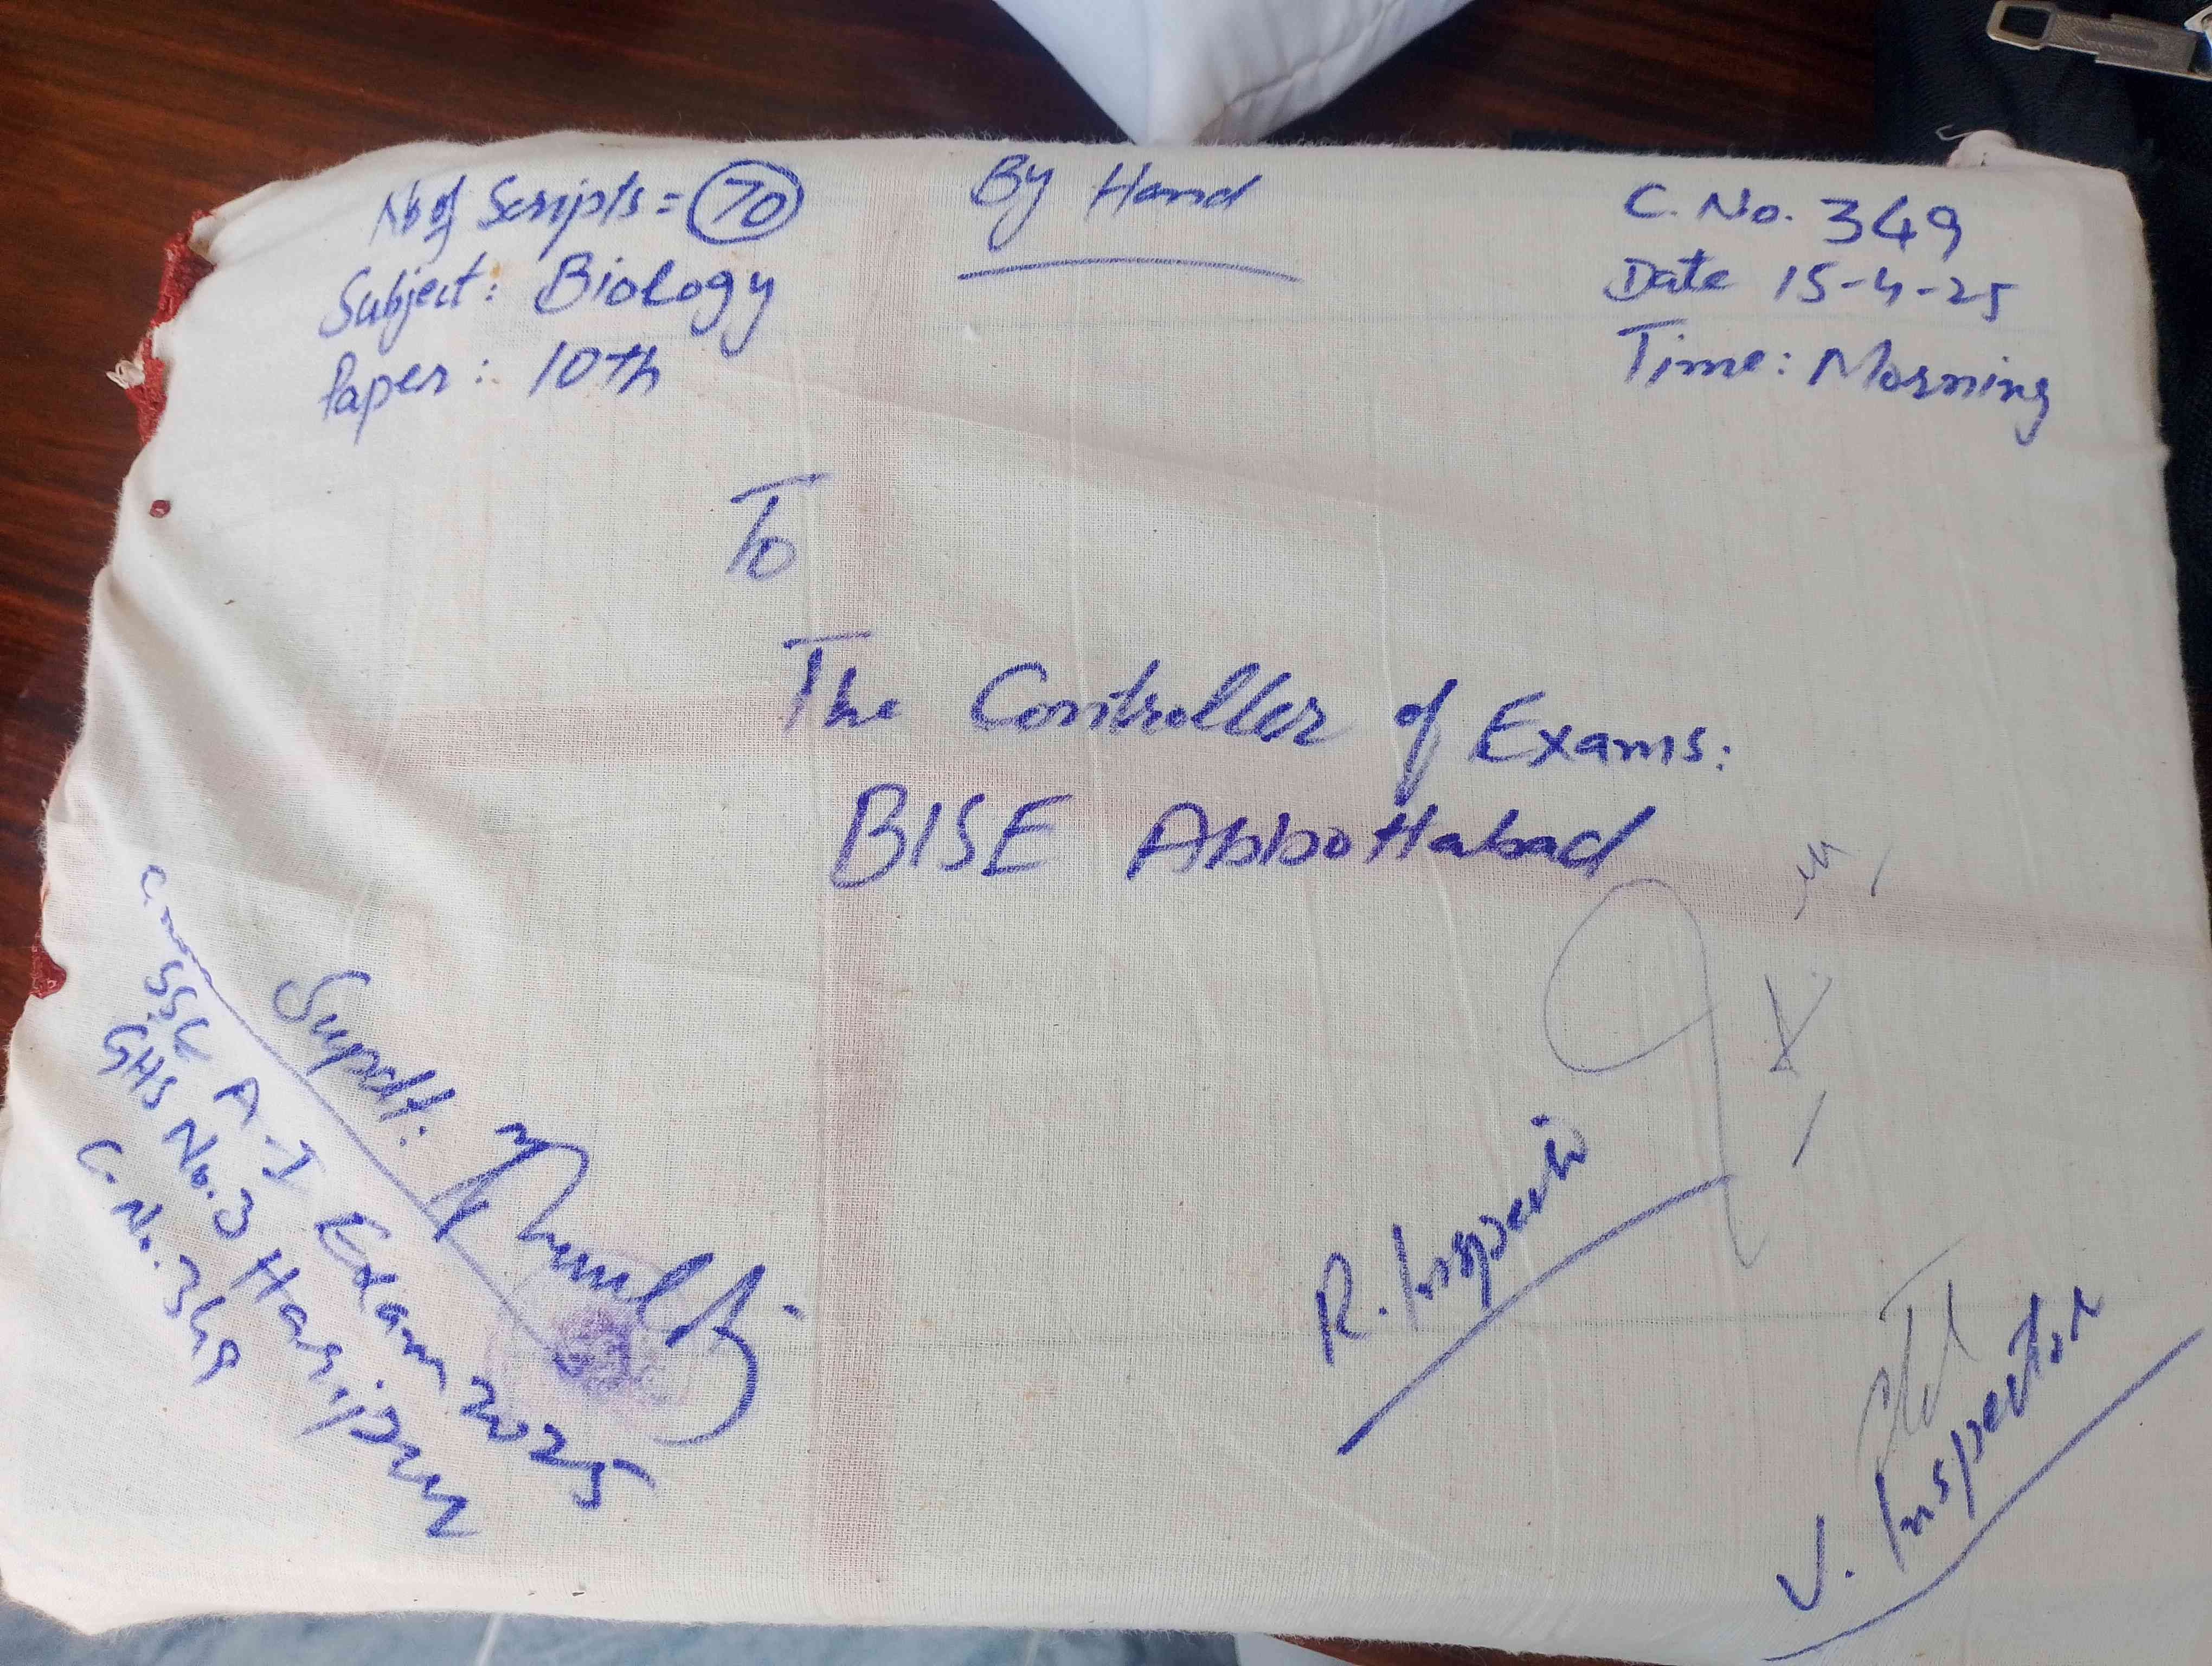 No of Scripts = 70
Subject: Biology
Paper: 10th
By Hand
C. No. 349
Date 15-4-25
Time: Morning
To
The Controller of Exams:
BISE Abbottabad
Supdt:
SSC A-I Exam 2025
GHS No.3 Haripur
C.No.349
R. Inspector
V. Inspector